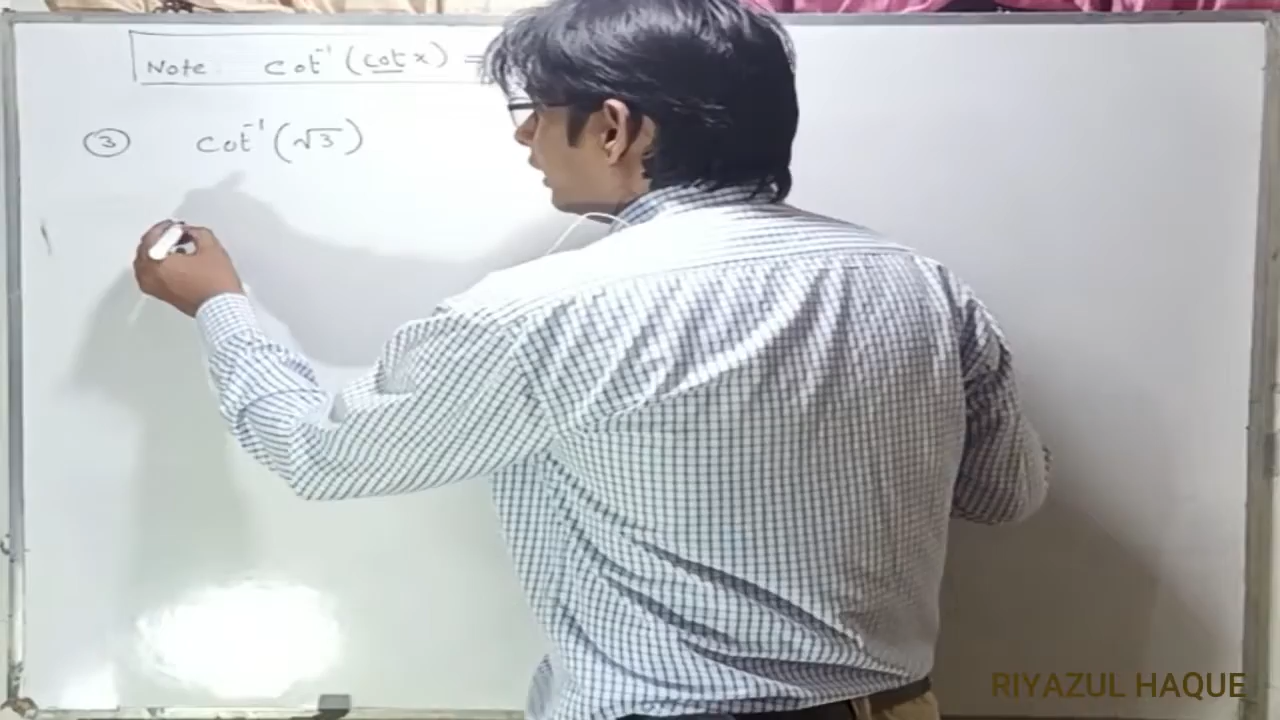 Note cot⁻¹ (cot x) =
③ cot⁻¹ (√3)
RIYAZUL HAQUE